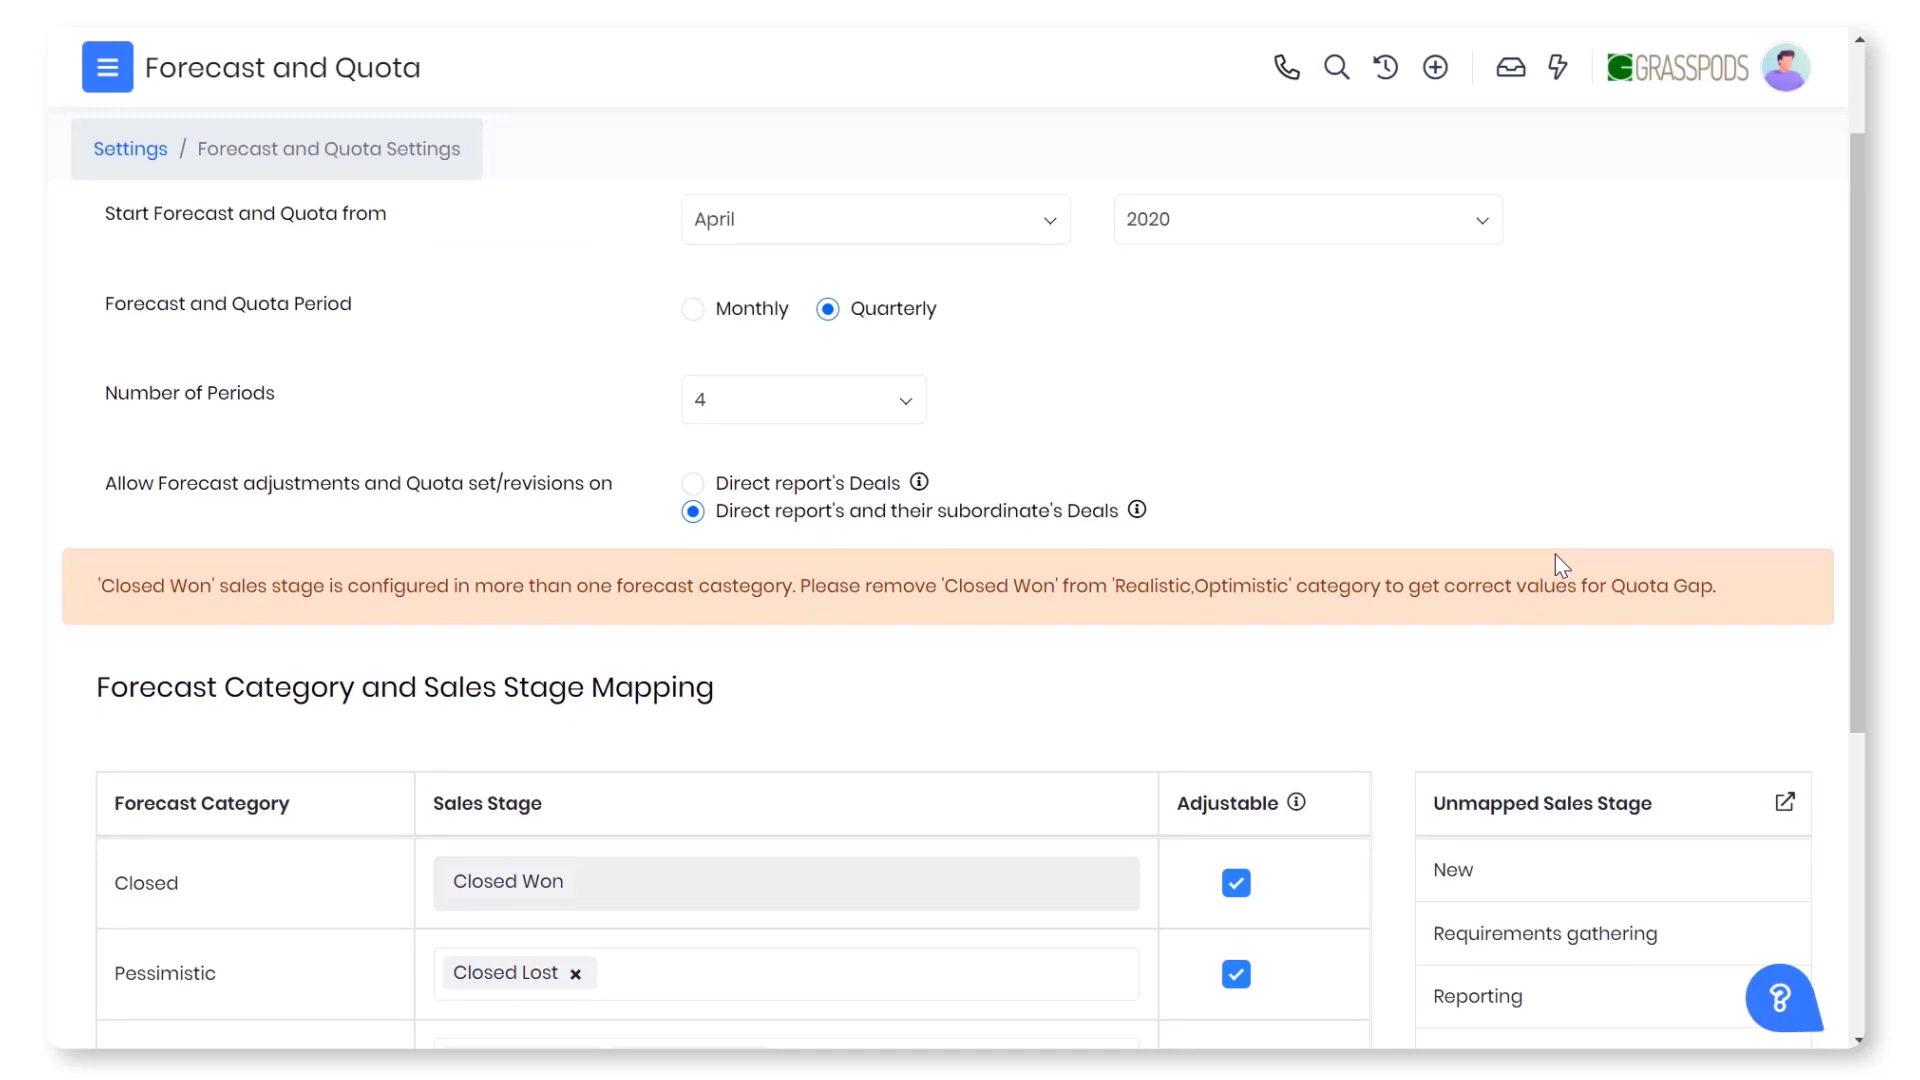 Forecast and Quota
GRASSPODS
Settings / Forecast and Quota Settings
Start Forecast and Quota from
April
2020
Forecast and Quota Period
Monthly
Quarterly
Number of Periods
4
Allow Forecast adjustments and Quota set/revisions on
Direct report's Deals
Direct report's and their subordinate's Deals
'Closed Won' sales stage is configured in more than one forecast castegory. Please remove 'Closed Won' from 'Realistic,Optimistic' category to get correct values for Quota Gap.
Forecast Category and Sales Stage Mapping
Forecast Category
Sales Stage
Adjustable
Unmapped Sales Stage
Closed
Closed Won
New
Requirements gathering
Pessimistic
Closed Lost
Reporting